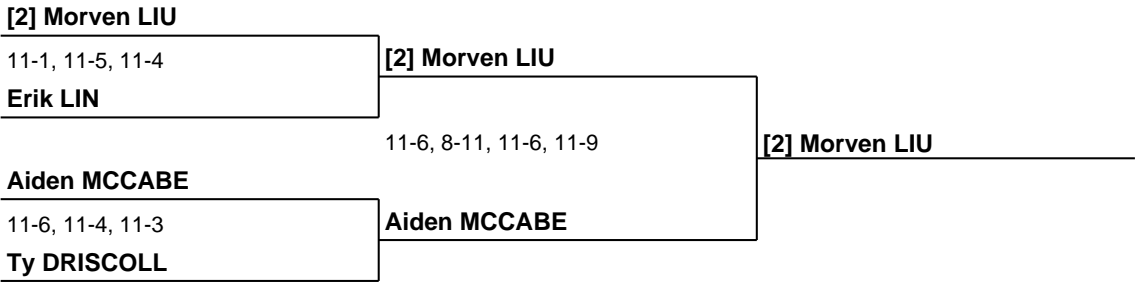 [2] Morven LIU
11-1, 11-5, 11-4
[2] Morven LIU
Erik LIN
11-6, 8-11, 11-6, 11-9
[2] Morven LIU
Aiden MCCABE
11-6, 11-4, 11-3
Aiden MCCABE
Ty DRISCOLL